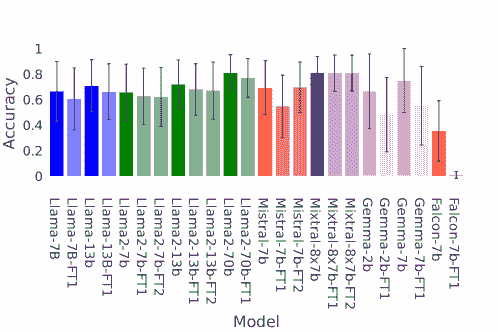 Accuracy
1
0.8
0.6
0.4
0.2
0
Llama-7B
Llama-7B-FT1
Llama-13b
Llama-13B-FT1
Llama2-7b
Llama2-7b-FT1
Llama2-7b-FT2
Llama2-13b
Llama2-13b-FT1
Llama2-13b-FT2
Llama2-70b
Llama2-70b-FT1
Mistral-7b
Mistral-7b-FT1
Mistral-7b-FT2
Mixtral-8x7b
Mixtral-8x7b-FT1
Mixtral-8x7b-FT2
Gemma-2b
Gemma-2b-FT1
Gemma-7b
Gemma-7b-FT1
Falcon-7b
Falcon-7b-FT1
Model